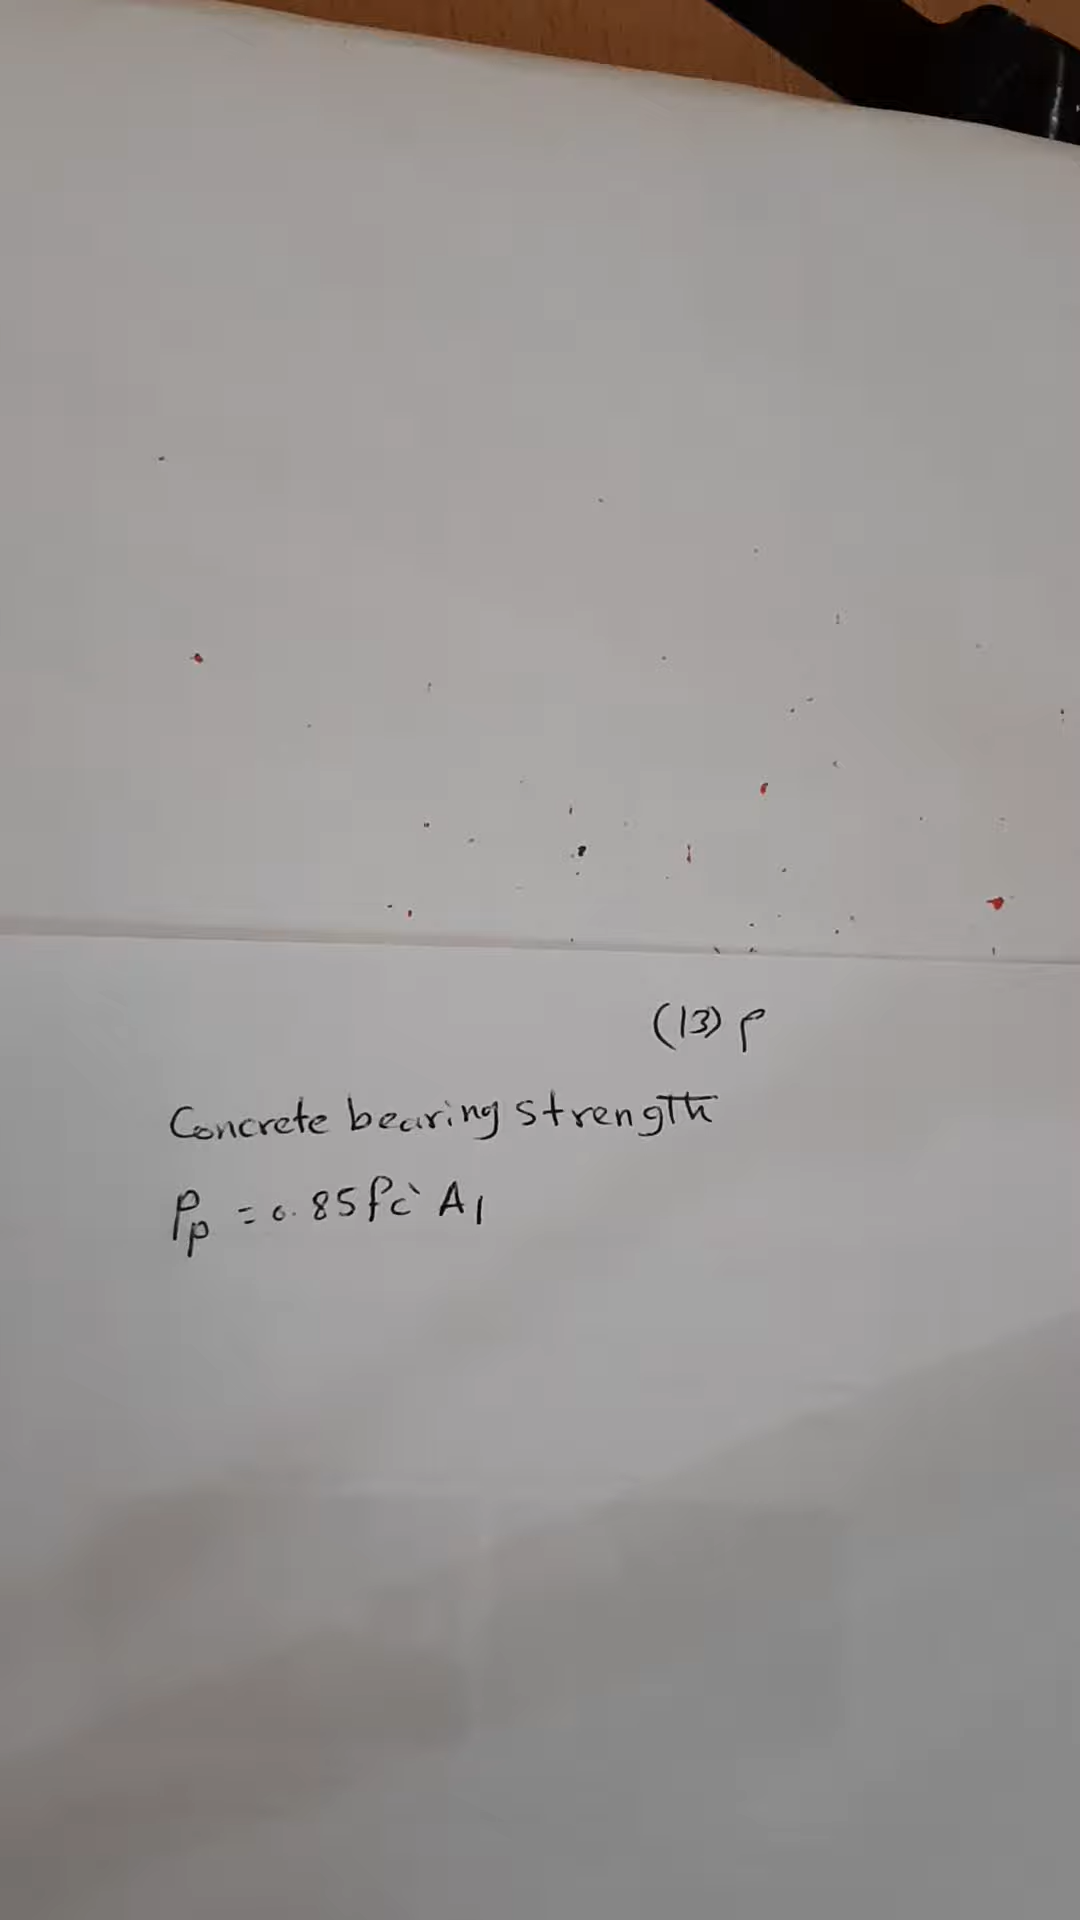 (13) P
Concrete bearing strength
Pp = 0.85 fc' A1